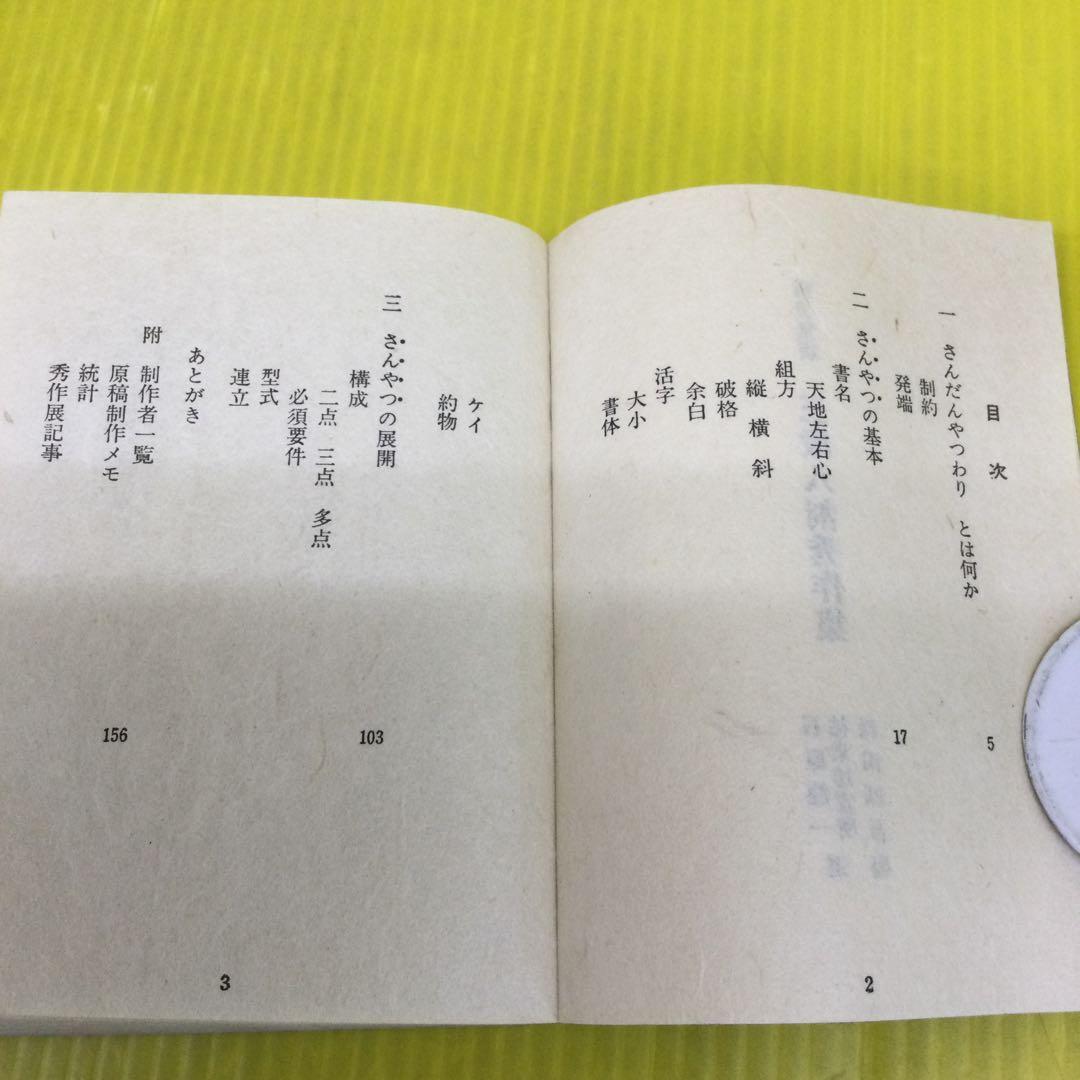 目次
一　さんだんやつわり　とは何か
5
制約
発端
二　さんやつの基本
17
書名
天地左右心
組方
縦　横　斜
破格
余白
活字
大小
書体
2
ケイ
約物
三　さんやつの展開
103
構成
二点　三点　多点
必須要件
型式
連立
あとがき
附　制作者一覧
156
原稿制作メモ
統計
秀作展記事
3